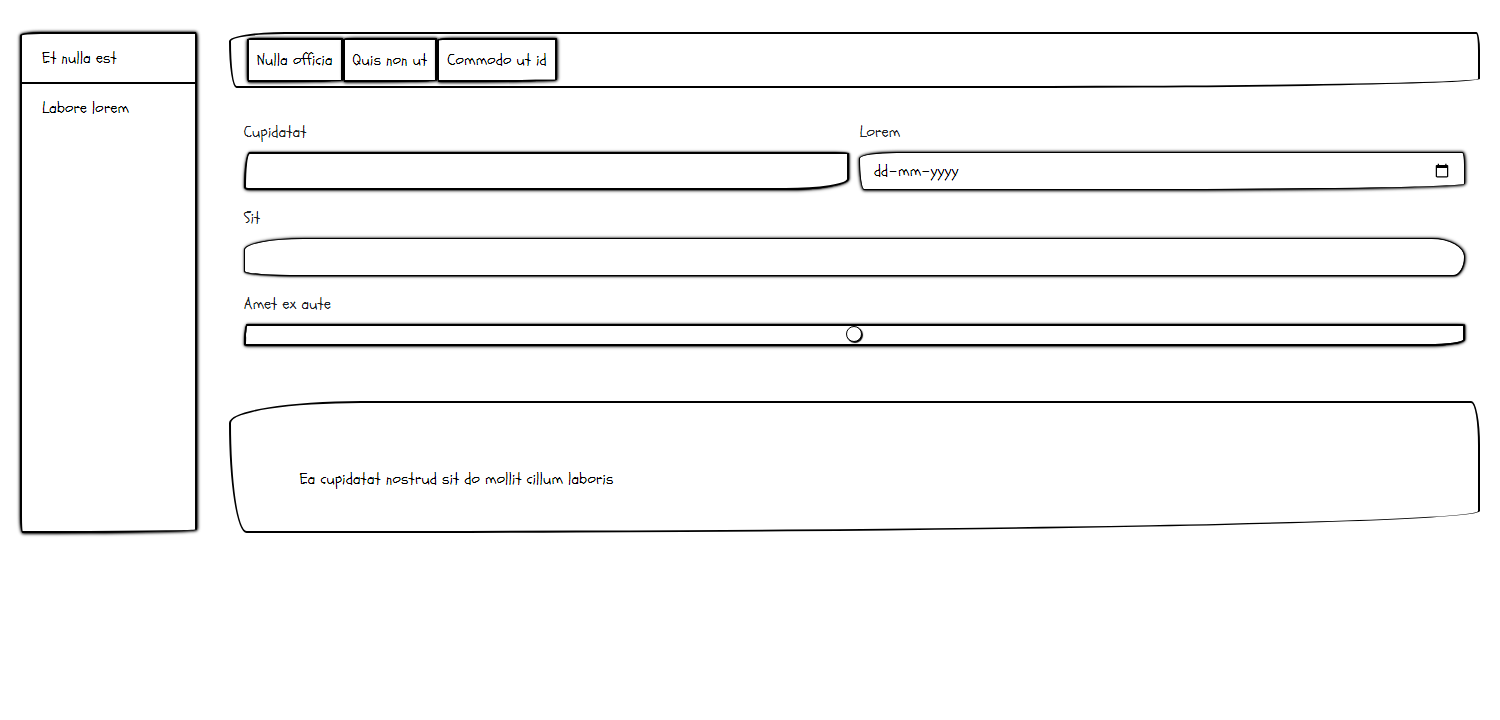 Et nulla est
Labore lorem
Nulla officia Quis non ut Commodo ut id
Cupidatat Lorem
dd-mm-yyyy
Sit
Amet ex aute
Ea cupidatat nostrud sit do mollit cillum laboris